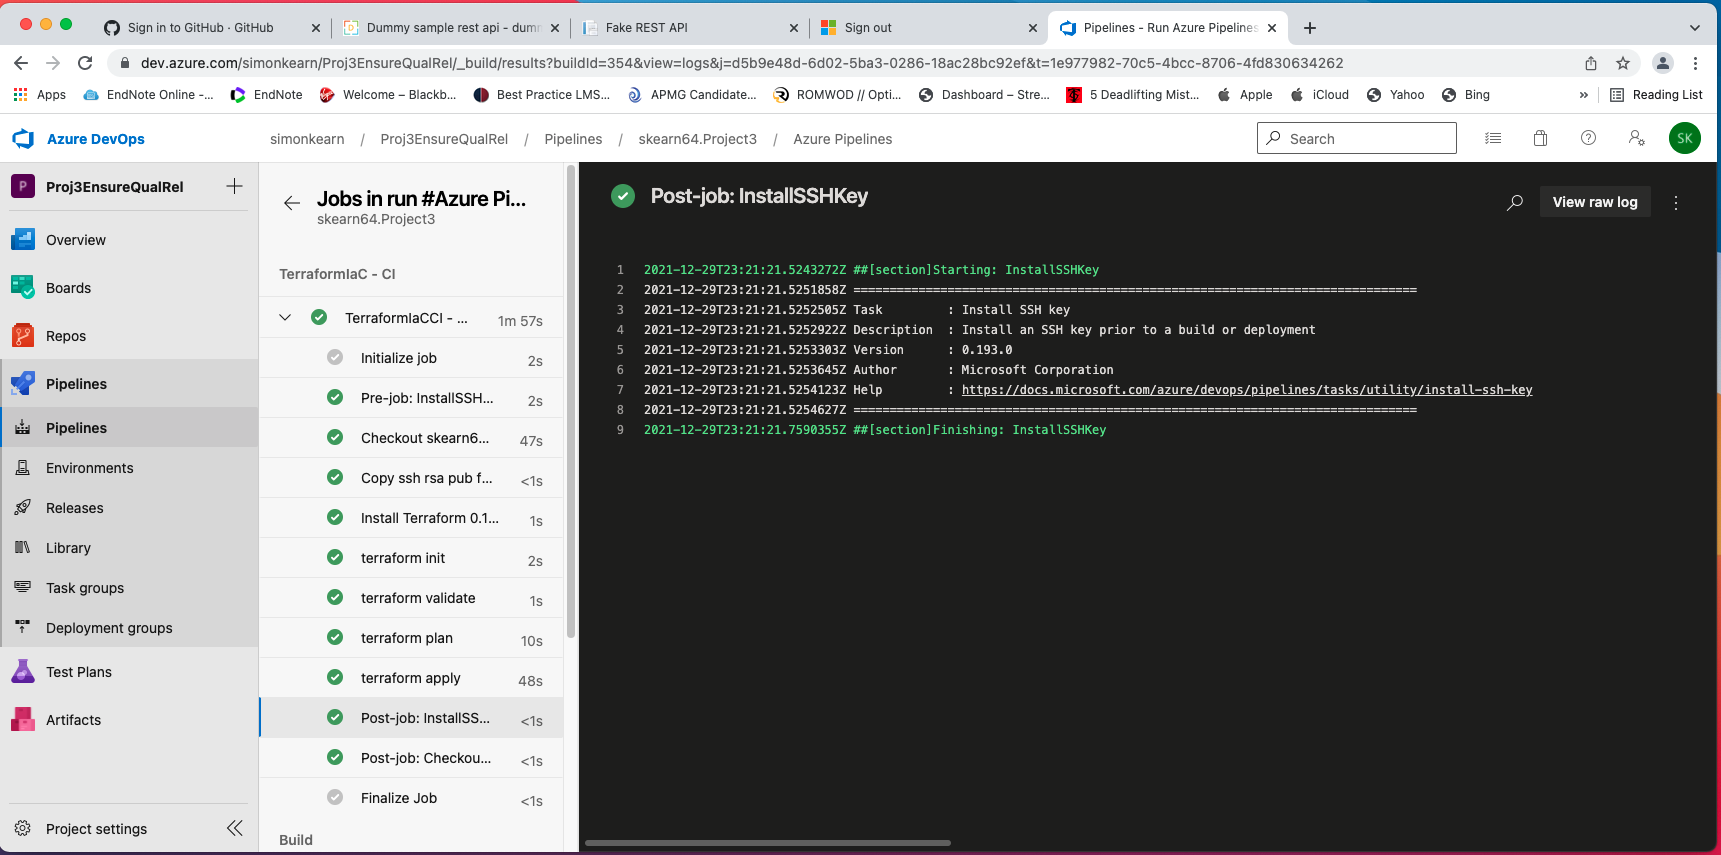 Sign in to GitHub · GitHub
Dummy sample rest api - dumm
Fake REST API
Sign out
Pipelines - Run Azure Pipelines
dev.azure.com/simonkearn/Proj3EnsureQualRel/_build/results?buildId=354&view=logs&j=d5b9e48d-6d02-5ba3-0286-18ac28bc92ef&t=1e977982-70c5-4bcc-8706-4fd830634262
Apps
EndNote Online -...
EndNote
Welcome – Blackb...
Best Practice LMS...
APMG Candidate...
ROMWOD // Opti...
Dashboard – Stre...
5 Deadlifting Mist...
Apple
iCloud
Yahoo
Bing
»
Reading List
Azure DevOps
simonkearn / Proj3EnsureQualRel / Pipelines / skearn64.Project3 / Azure Pipelines
Search
SK
P
Proj3EnsureQualRel
Overview
Boards
Repos
Pipelines
Pipelines
Environments
Releases
Library
Task groups
Deployment groups
Test Plans
Artifacts
Project settings
Jobs in run #Azure Pi...
skearn64.Project3
TerraformIaC - CI
TerraformIaCCI - ... 1m 57s
Initialize job 2s
Pre-job: InstallSSH... 2s
Checkout skearn6... 47s
Copy ssh rsa pub f... <1s
Install Terraform 0.1... 1s
terraform init 2s
terraform validate 1s
terraform plan 10s
terraform apply 48s
Post-job: InstallSS... <1s
Post-job: Checkou... <1s
Finalize Job <1s
Build
Post-job: InstallSSHKey
View raw log
1 2021-12-29T23:21:21.5243272Z ##[section]Starting: InstallSSHKey
2 2021-12-29T23:21:21.5251858Z ==============================================================================
3 2021-12-29T23:21:21.5252505Z Task         : Install SSH key
4 2021-12-29T23:21:21.5252922Z Description  : Install an SSH key prior to a build or deployment
5 2021-12-29T23:21:21.5253303Z Version      : 0.193.0
6 2021-12-29T23:21:21.5253645Z Author       : Microsoft Corporation
7 2021-12-29T23:21:21.5254123Z Help         : https://docs.microsoft.com/azure/devops/pipelines/tasks/utility/install-ssh-key
8 2021-12-29T23:21:21.5254627Z ==============================================================================
9 2021-12-29T23:21:21.7590355Z ##[section]Finishing: InstallSSHKey